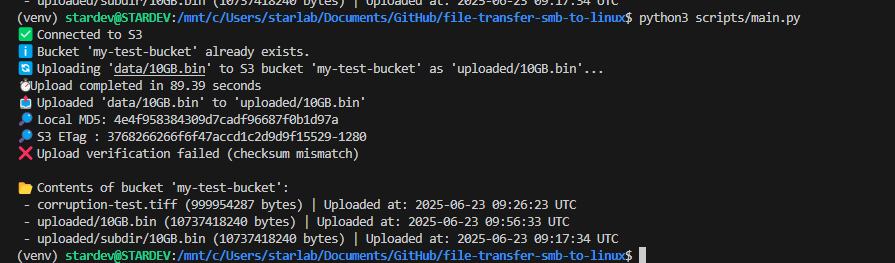 - uploaded/subdir/10GB.bin (10737418240 bytes) | Uploaded at: 2025-06-23 09:17:34 UTC
(venv) stardev@STARDEV:/mnt/c/Users/starlab/Documents/GitHub/file-transfer-smb-to-linux$ python3 scripts/main.py
✅ Connected to S3
ℹ️ Bucket 'my-test-bucket' already exists.
🔄 Uploading 'data/10GB.bin' to S3 bucket 'my-test-bucket' as 'uploaded/10GB.bin'...
⏱️Upload completed in 89.39 seconds
📤 Uploaded 'data/10GB.bin' to 'uploaded/10GB.bin'
🔎 Local MD5: 4e4f958384309d7cadf96687f0b1d97a
🔎 S3 ETag : 3768266266f6f47accd1c2d9d9f15529-1280
❌ Upload verification failed (checksum mismatch)

📂 Contents of bucket 'my-test-bucket':
- corruption-test.tiff (999954287 bytes) | Uploaded at: 2025-06-23 09:26:23 UTC
- uploaded/10GB.bin (10737418240 bytes) | Uploaded at: 2025-06-23 09:56:33 UTC
- uploaded/subdir/10GB.bin (10737418240 bytes) | Uploaded at: 2025-06-23 09:17:34 UTC
(venv) stardev@STARDEV:/mnt/c/Users/starlab/Documents/GitHub/file-transfer-smb-to-linux$